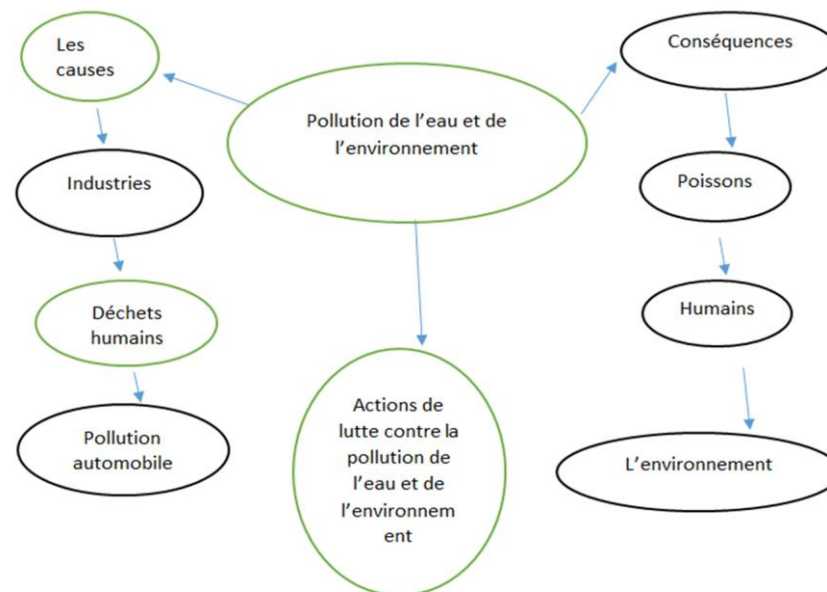 Les
causes
Pollution de l'eau et de
l'environnement
Conséquences
Industries
Poissons
Déchets
humains
Humains
Pollution
automobile
Actions de
lutte contre la
pollution de
l'eau et de
l'environnem
ent
L'environnement